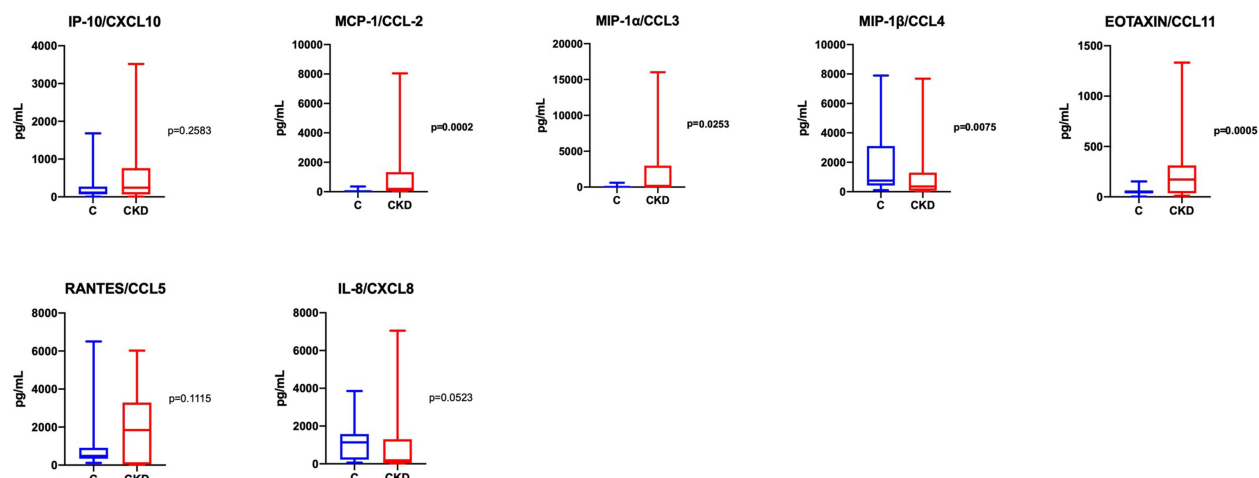 IP-10/CXCL10
4000
3000
2000
1000
0
pg/mL
C
CKD
p=0.2583
MCP-1/CCL-2
10000
8000
6000
4000
2000
0
pg/mL
C
CKD
p=0.0002
MIP-1α/CCL3
20000
15000
10000
5000
0
pg/mL
C
CKD
p=0.0253
MIP-1β/CCL4
10000
8000
6000
4000
2000
0
pg/mL
C
CKD
p=0.0075
EOTAXIN/CCL11
1500
1000
500
0
pg/mL
C
CKD
p=0.0005
RANTES/CCL5
8000
6000
4000
2000
0
pg/mL
C
CKD
p=0.1115
IL-8/CXCL8
8000
6000
4000
2000
0
pg/mL
C
CKD
p=0.0523